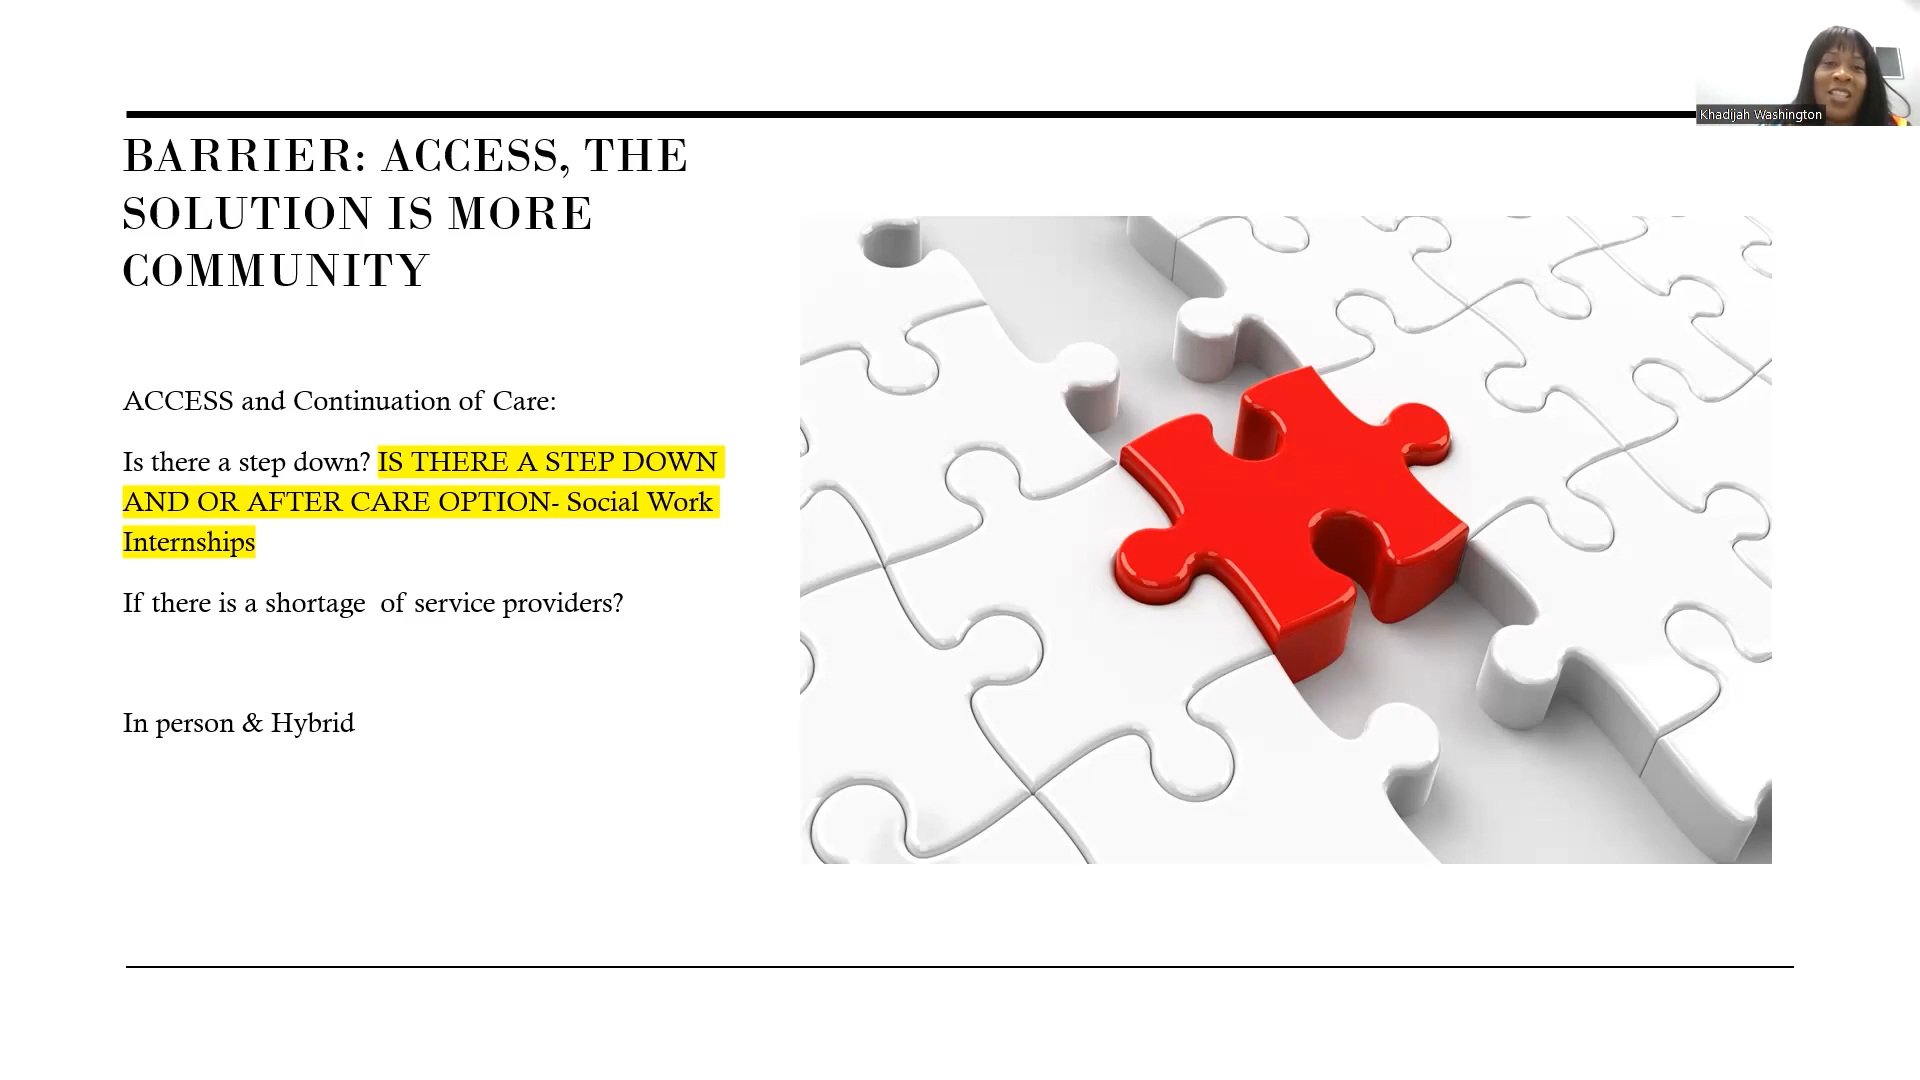 Khadijah Washington
BARRIER: ACCESS, THE
SOLUTION IS MORE
COMMUNITY
ACCESS and Continuation of Care:
Is there a step down? IS THERE A STEP DOWN
AND OR AFTER CARE OPTION- Social Work
Internships
If there is a shortage  of service providers?
In person & Hybrid